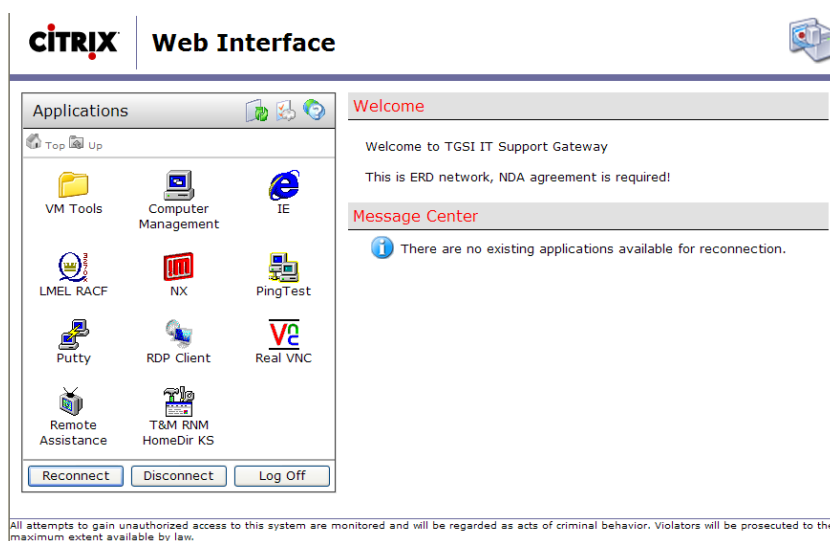 CITRIX Web Interface
Applications
Top Up
VM Tools
Computer
Management
IE
LMEL RACF
3270
NX
PingTest
Putty
RDP Client
VNC
Real VNC
Remote
Assistance
T&M RNM
HomeDir KS
Reconnect Disconnect Log Off
Welcome
Welcome to TGSI IT Support Gateway
This is ERD network, NDA agreement is required!
Message Center
There are no existing applications available for reconnection.
All attempts to gain unauthorized access to this system are monitored and will be regarded as acts of criminal behavior. Violators will be prosecuted to the
maximum extent available by law.